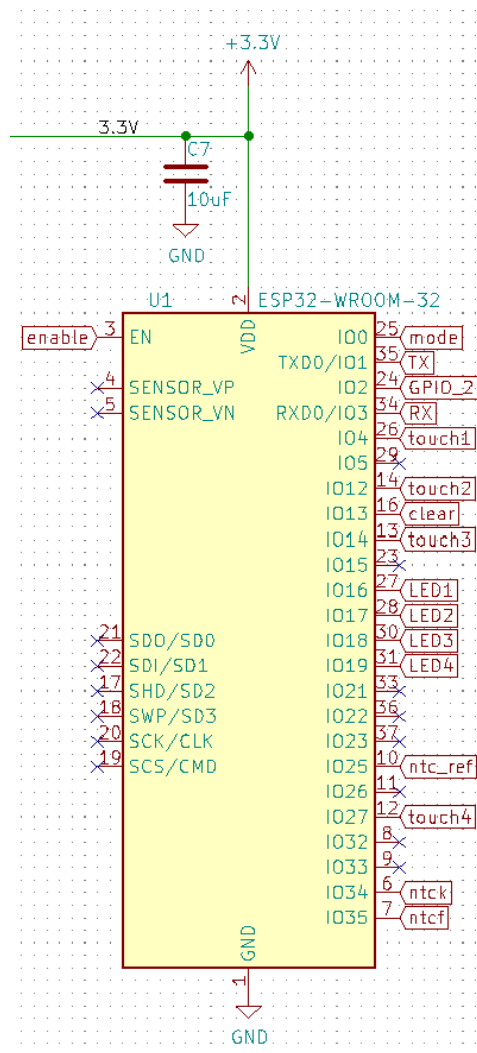 +3.3V
3.3V
C7
10uF
GND
U1 2 ESP32-WROOM-32
VDD
enable 3 EN IO0 25 mode
TXD0/IO1 35 TX
4 SENSOR_VP IO2 24 GPIO_2
5 SENSOR_VN RXD0/IO3 34 RX
IO4 26 touch1
IO5 29
IO12 14 touch2
IO13 16 clear
IO14 13 touch3
IO15 23
IO16 27 LED1
IO17 28 LED2
21 SDO/SD0 IO18 30 LED3
22 SDI/SD1 IO19 31 LED4
17 SHD/SD2 IO21 33
18 SWP/SD3 IO22 36
20 SCK/CLK IO23 37
19 SCS/CMD IO25 10 ntc_ref
IO26 11
IO27 12 touch4
IO32 8
IO33 9
IO34 6 ntck
IO35 7 ntcf
GND
1
GND